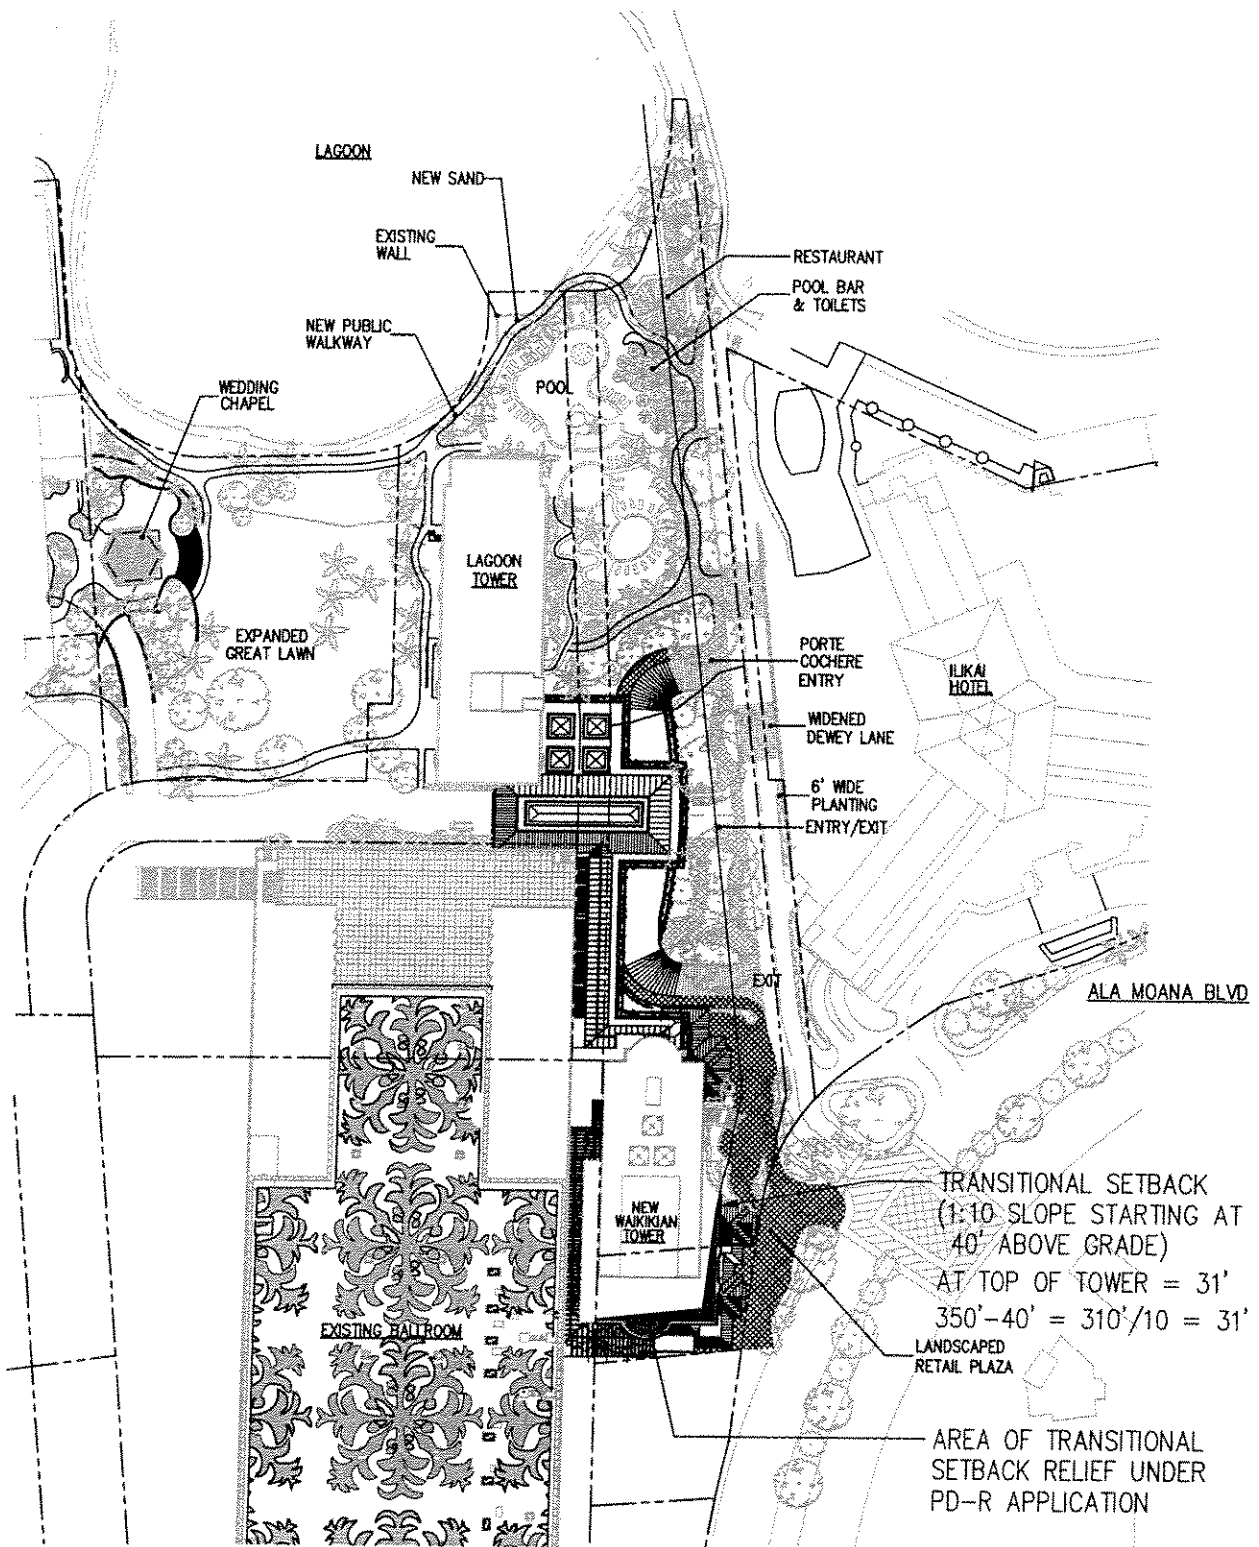 LAGOON
NEW SAND
EXISTING
WALL
NEW PUBLIC
WALKWAY
WEDDING
CHAPEL
RESTAURANT
POOL BAR
& TOILETS
POOL
LAGOON
TOWER
EXPANDED
GREAT LAWN
PORTE
COCHERE
ENTRY
ILIKAI
HOTEL
WIDENED
DEWEY LANE
6' WIDE
PLANTING
ENTRY/EXIT
EXIT
ALA MOANA BLVD
NEW
WAIKIKIAN
TOWER
TRANSITIONAL SETBACK
(1:10 SLOPE STARTING AT
40' ABOVE GRADE)
AT TOP OF TOWER = 31'
350'-40' = 310'/10 = 31'
EXISTING BALLROOM
LANDSCAPED
RETAIL PLAZA
AREA OF TRANSITIONAL
SETBACK RELIEF UNDER
PD-R APPLICATION